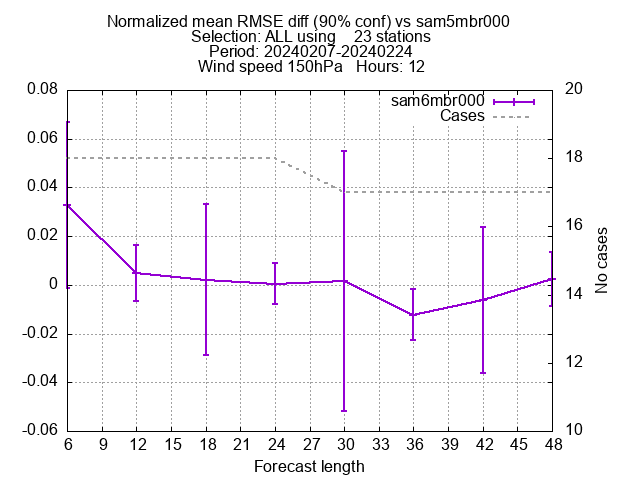 Normalized mean RMSE diff (90% conf) vs sam5mbr000
Selection: ALL using    23 stations
Period: 20240207-20240224
Wind speed 150hPa   Hours: 12
0.08
0.06
0.04
0.02
0
-0.02
-0.04
-0.06
sam6mbr000
Cases
20
18
16
14
12
10
No cases
6 9 12 15 18 21 24 27 30 33 36 39 42 45 48
Forecast length